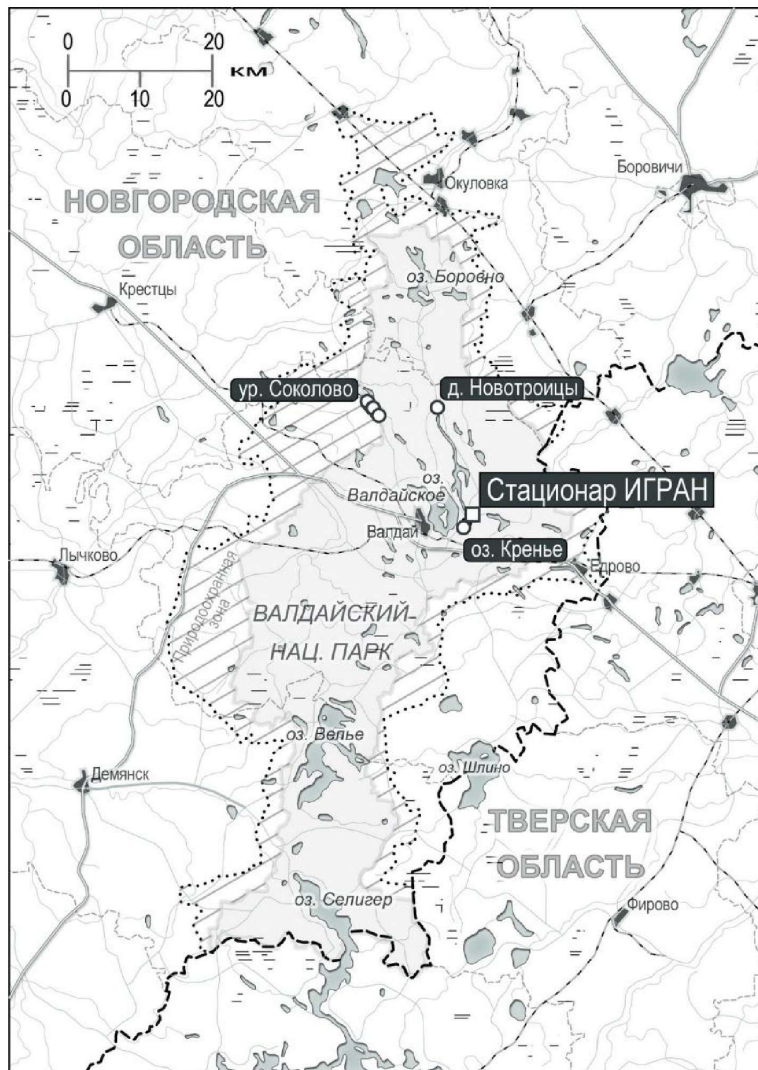 0 20
км
0 10 20
Окуловка
Боровичи
НОВГОРОДСКАЯ
ОБЛАСТЬ
оз. Боровно
Крестцы
ур. Соколово
д. Новотроицы
оз.
Валдайское
Стационар ИГРАН
Валдай
оз. Кренье
Лычково
Едрово
Природоохранная
зона
ВАЛДАЙСКИЙ
НАЦ. ПАРК
оз. Велье
оз. Шлино
Демянск
ТВЕРСКАЯ
ОБЛАСТЬ
оз. Селигер
Фирово